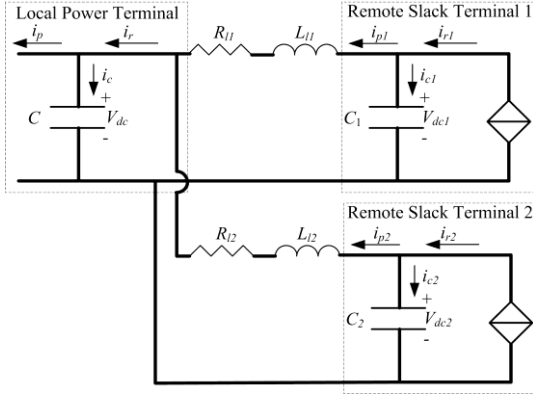 Local Power Terminal
Remote Slack Terminal 1
i_p
i_r
R_l1
L_l1
i_p1
i_r1
i_c
i_c1
+
+
C
V_dc
C_1
V_dc1
-
-
Remote Slack Terminal 2
R_l2
L_l2
i_p2
i_r2
i_c2
+
C_2
V_dc2
-